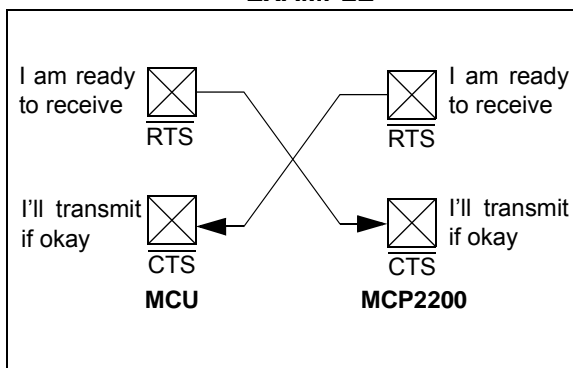 I am ready
to receive
RTS
I am ready
to receive
RTS
I'll transmit
if okay
CTS
MCU
I'll transmit
if okay
CTS
MCP2200